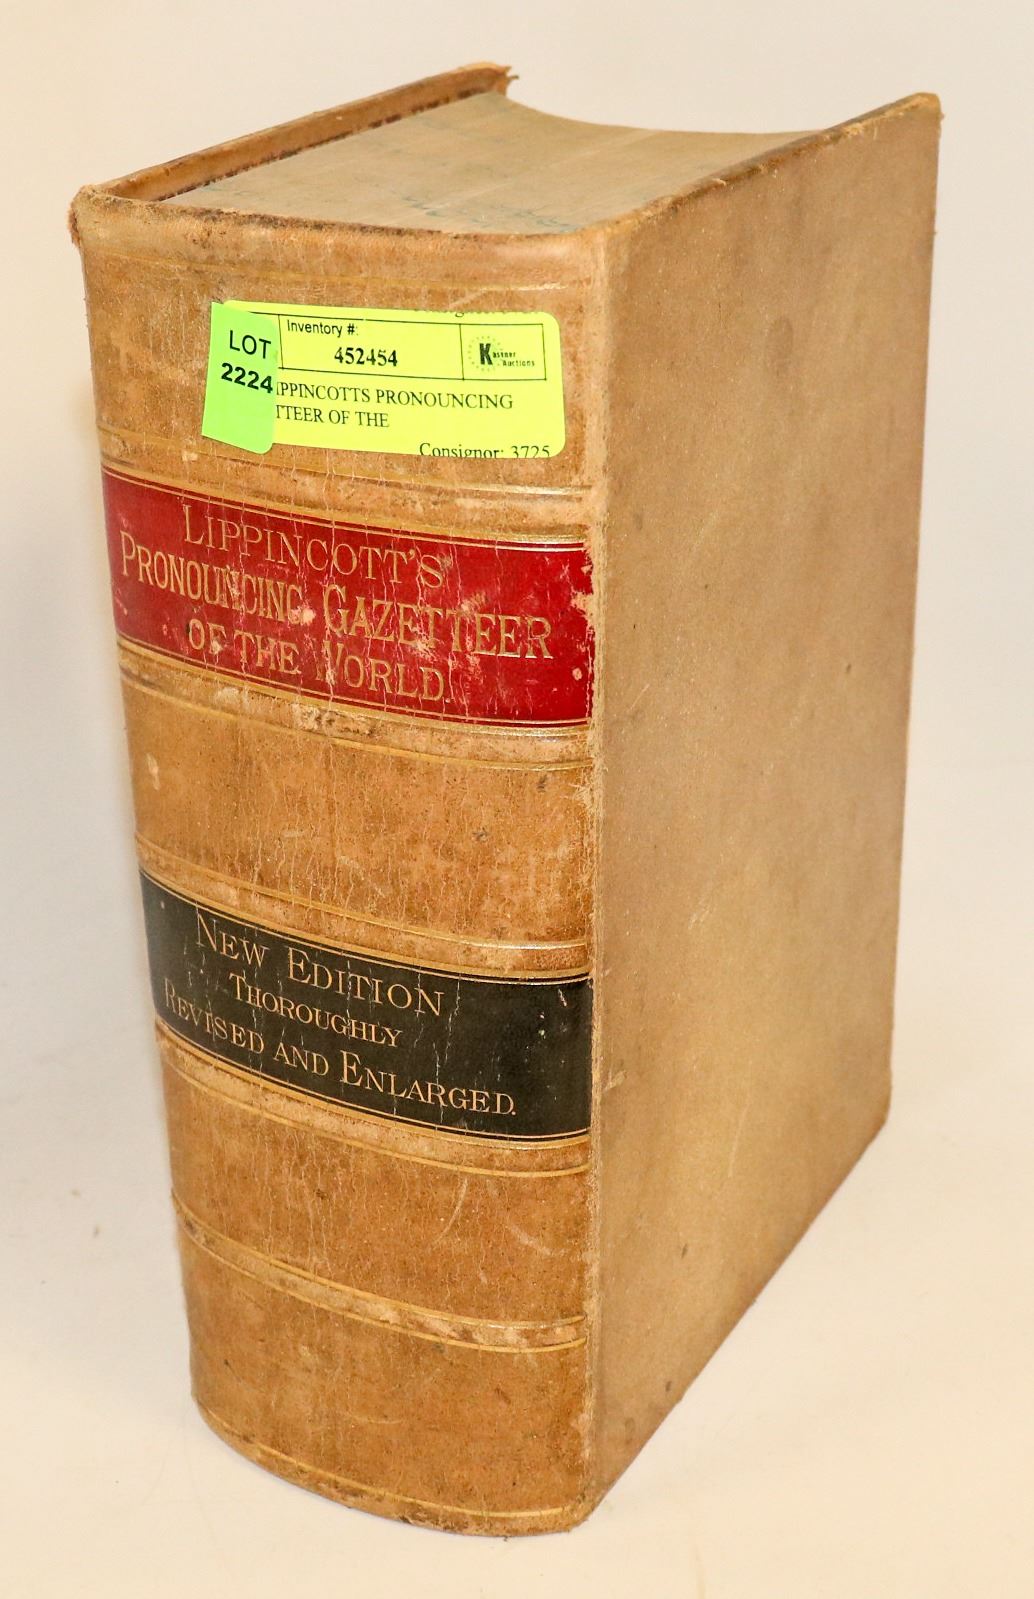 LOT
2224
Inventory #:
452454
Kastner
Auctions
IPPINCOTTS PRONOUNCING
TTEER OF THE
Consignor: 3725
LIPPINCOTT'S
PRONOUNCING GAZETTEER
OF THE WORLD.
NEW EDITION
THOROUGHLY
REVISED AND ENLARGED.